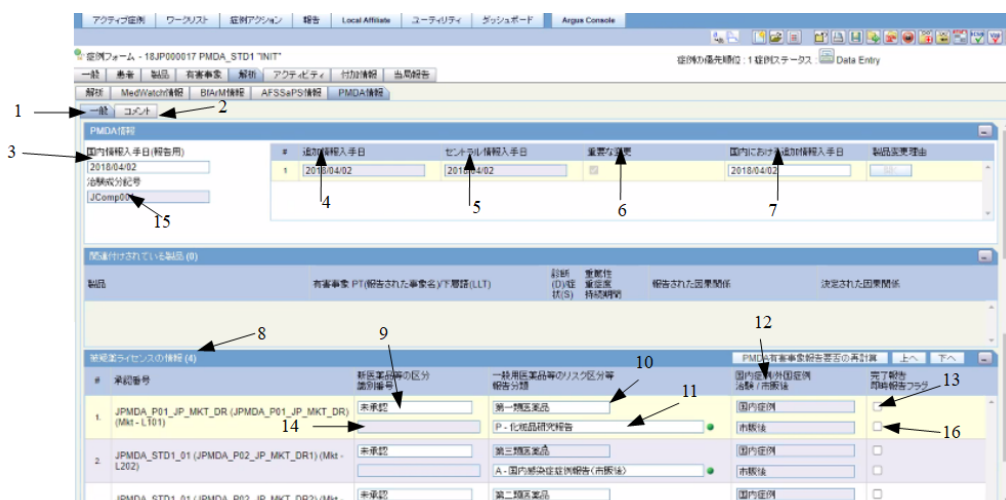 アクティブ症例 ワークリスト 症例アクション 報告 Local Affiliate ユーティリティ ダッシュボード Argus Console
症例フォーム - 18JP000017 PMDA_STD1 "INIT"
症例の優先順位 : 1 症例ステータス : Data Entry
一般 患者 製品 有害事象 解析 アクティビティ 付加情報 当局報告
解析 MedWatch情報 BfArM情報 AFSSaPS情報 PMDA情報
1 一般 コメント 2
PMDA情報
3 国内情報入手日(報告用)
2018/04/02
治験成分記号
JComp001
15
# 追加情報入手日 セントラル情報入手日 重要な変更 国内における追加情報入手日 製品変更理由
1 2018/04/02 2018/04/02 2018/04/02
4 5 6 7
関連付けされている製品 (0)
製品 有害事象 PT(報告された事象名)/下層語(LLT) 診断(D)/症状(S) 重篤性 重症度 持続期間 報告された因果関係 決定された因果関係
8 9 10 11 12 13
被疑薬ライセンスの情報 (4) PMDA有害事象報告要否の再計算 上へ 下へ
# 承認番号 新医薬品等の区分 識別番号 一般用医薬品等のリスク区分等 報告分類 国内症例/外国症例 治験 / 市販後 完了報告 即時報告フラグ
1. JPMDA_P01_JP_MKT_DR (JPMDA_P01_JP_MKT_DR) (Mkt - L101) 未承認 第一類医薬品 国内症例
14 P - 化粧品研究報告 市販後 16
2. JPMDA_STD1_01 (JPMDA_P02_JP_MKT_DR1) (Mkt - L202) 未承認 第三類医薬品 国内症例
A - 国内感染症症例報告(市販後) 市販後
JPMDA_STD1_01 (JPMDA_P02_JP_MKT_DR2) (Mkt - 未承認 第二類医薬品 国内症例